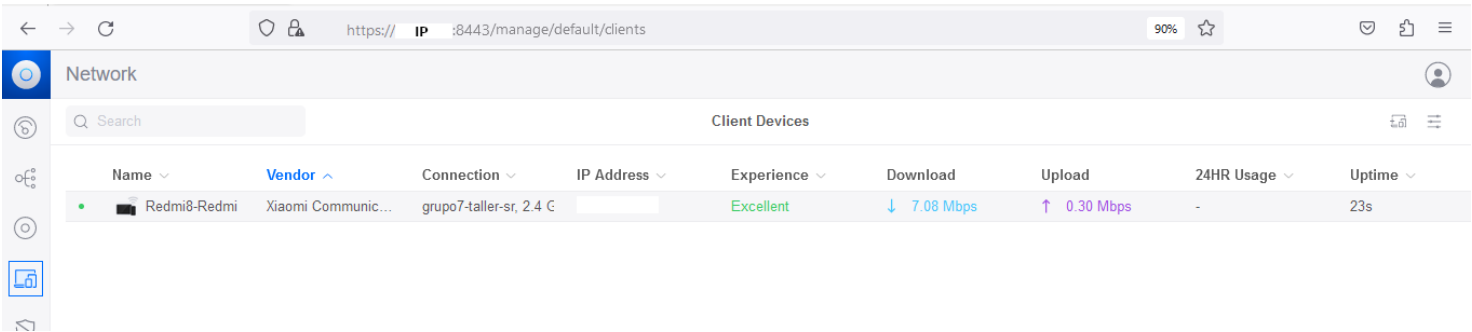 https:// IP :8443/manage/default/clients 90%
Network
Search Client Devices
Name Vendor Connection IP Address Experience Download Upload 24HR Usage Uptime
Redmi8-Redmi Xiaomi Communic... grupo7-taller-sr, 2.4 G Excellent ↓ 7.08 Mbps ↑ 0.30 Mbps - 23s